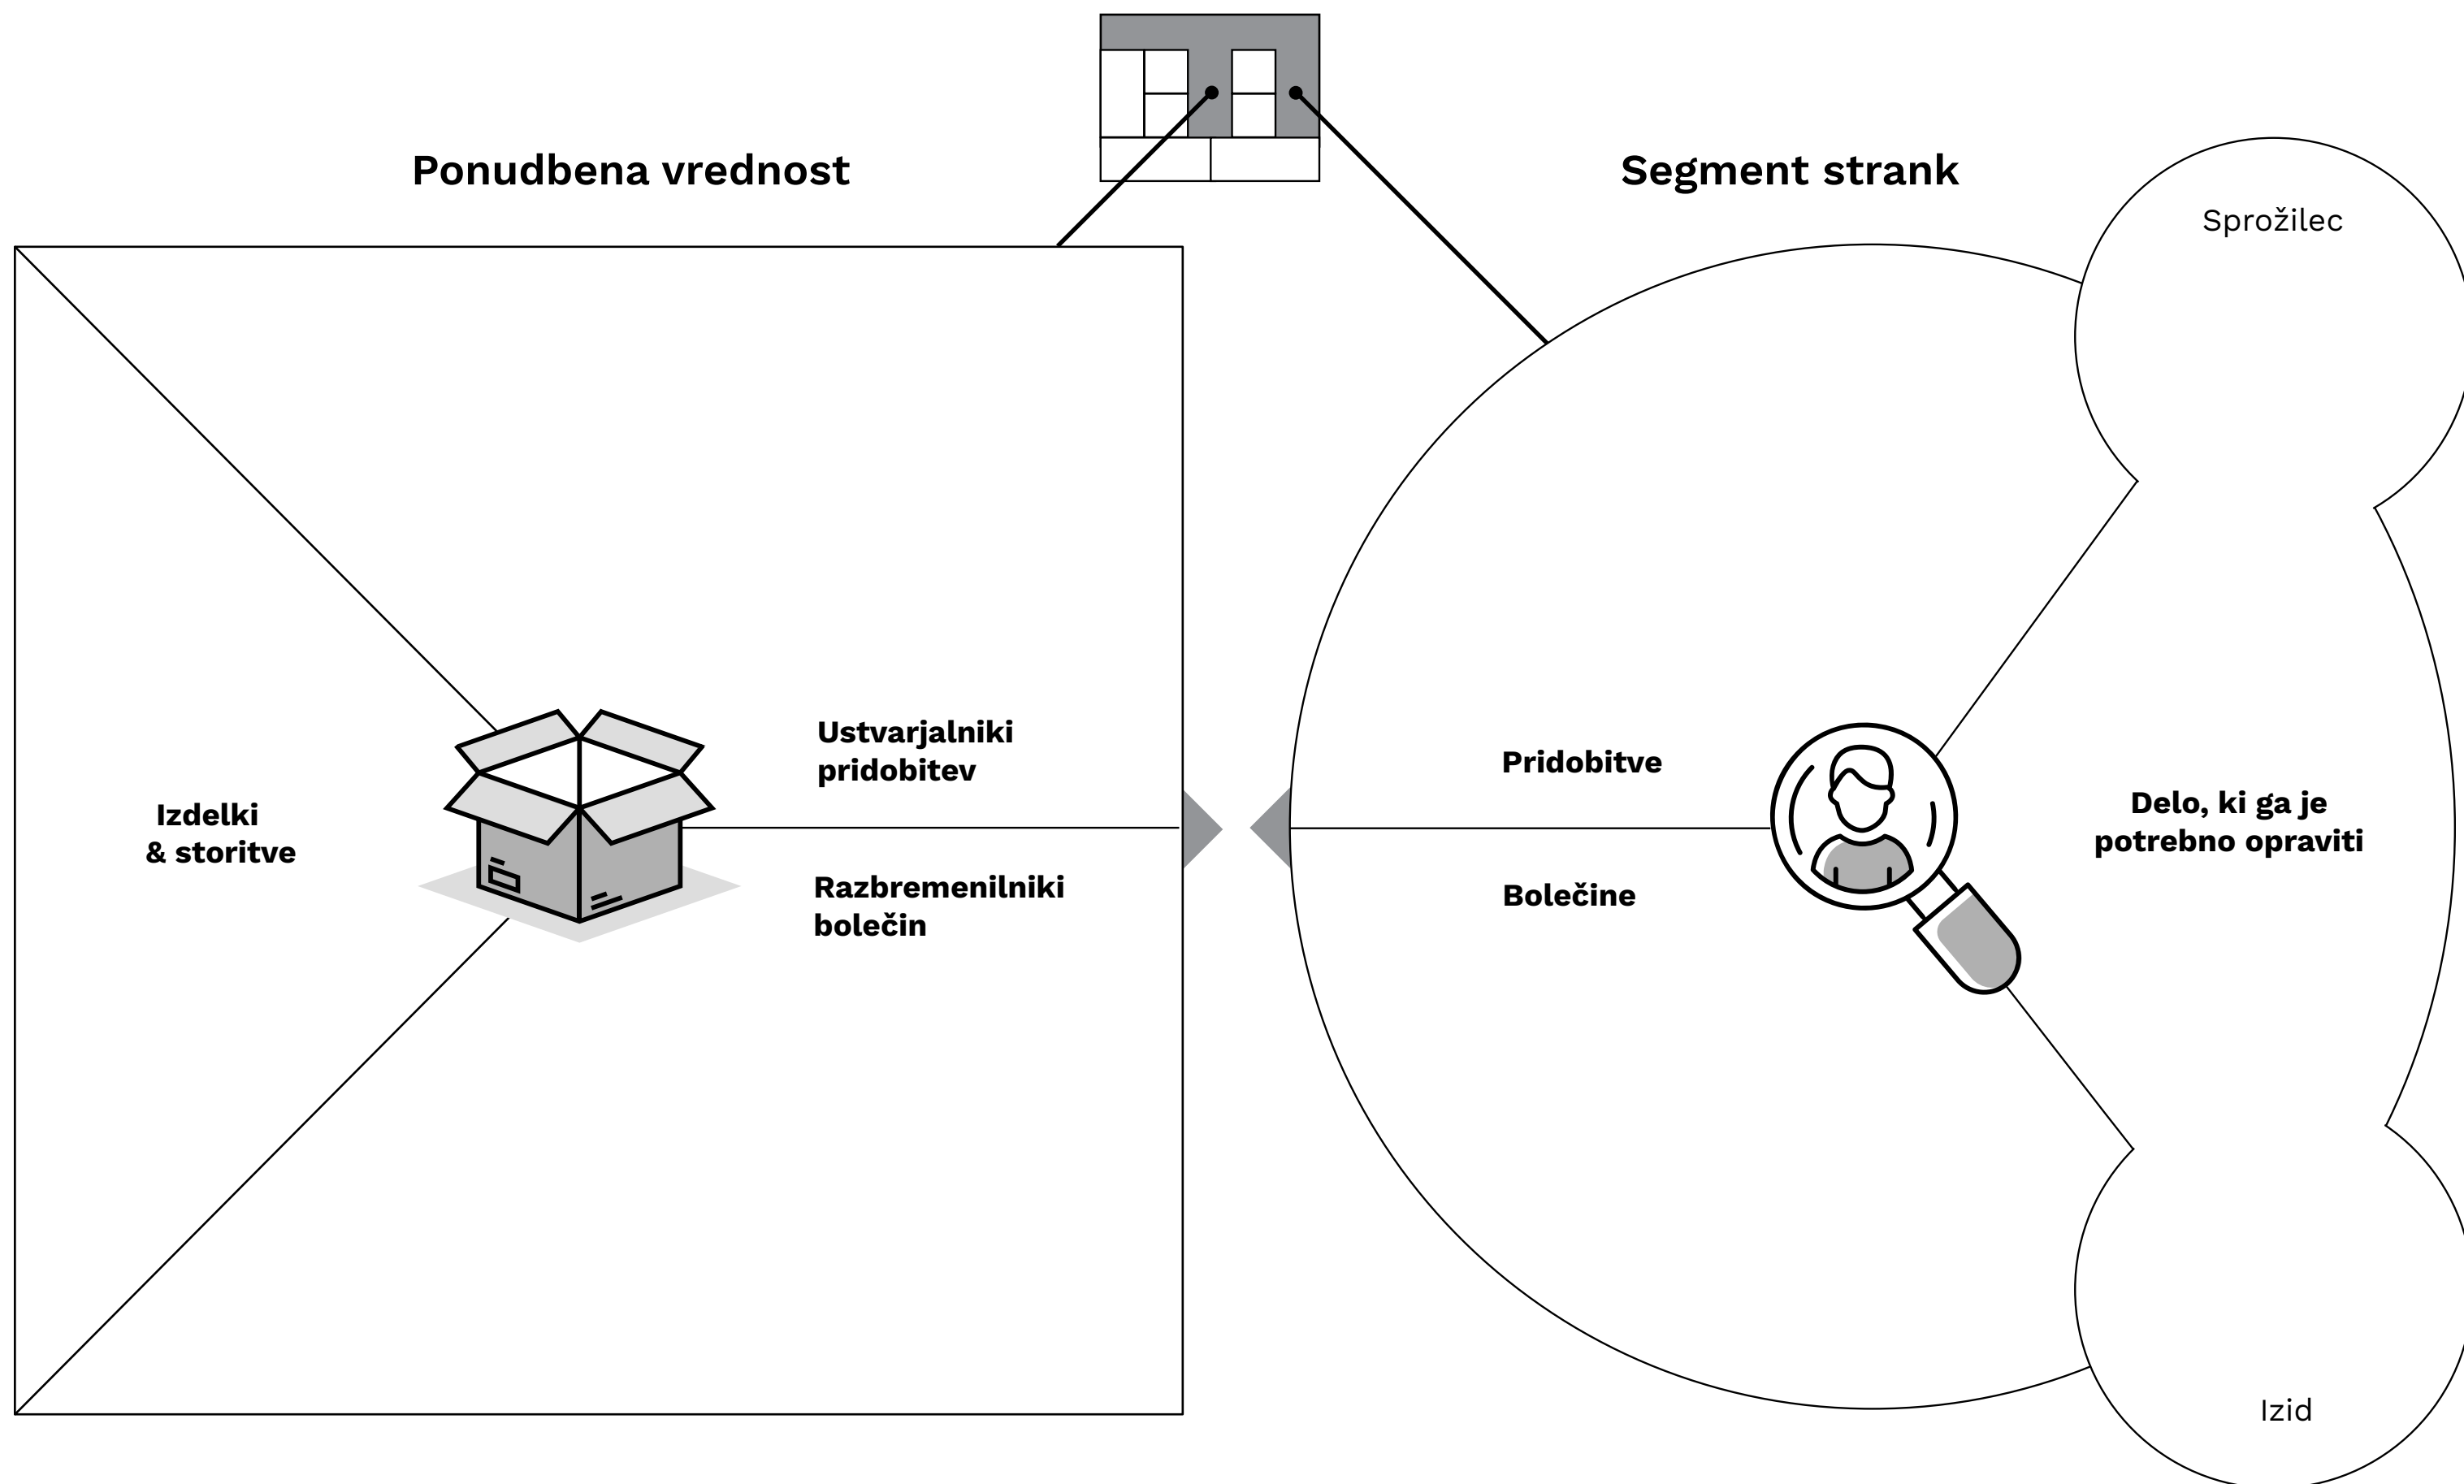 Ponudbena vrednost
Segment strank
Sprožilec
Ustvarjalniki
pridobitev
Izdelki
& storitve
Razbremenilniki
bolečin
Pridobitve
Bolečine
Delo, ki ga je
potrebno opraviti
Izid